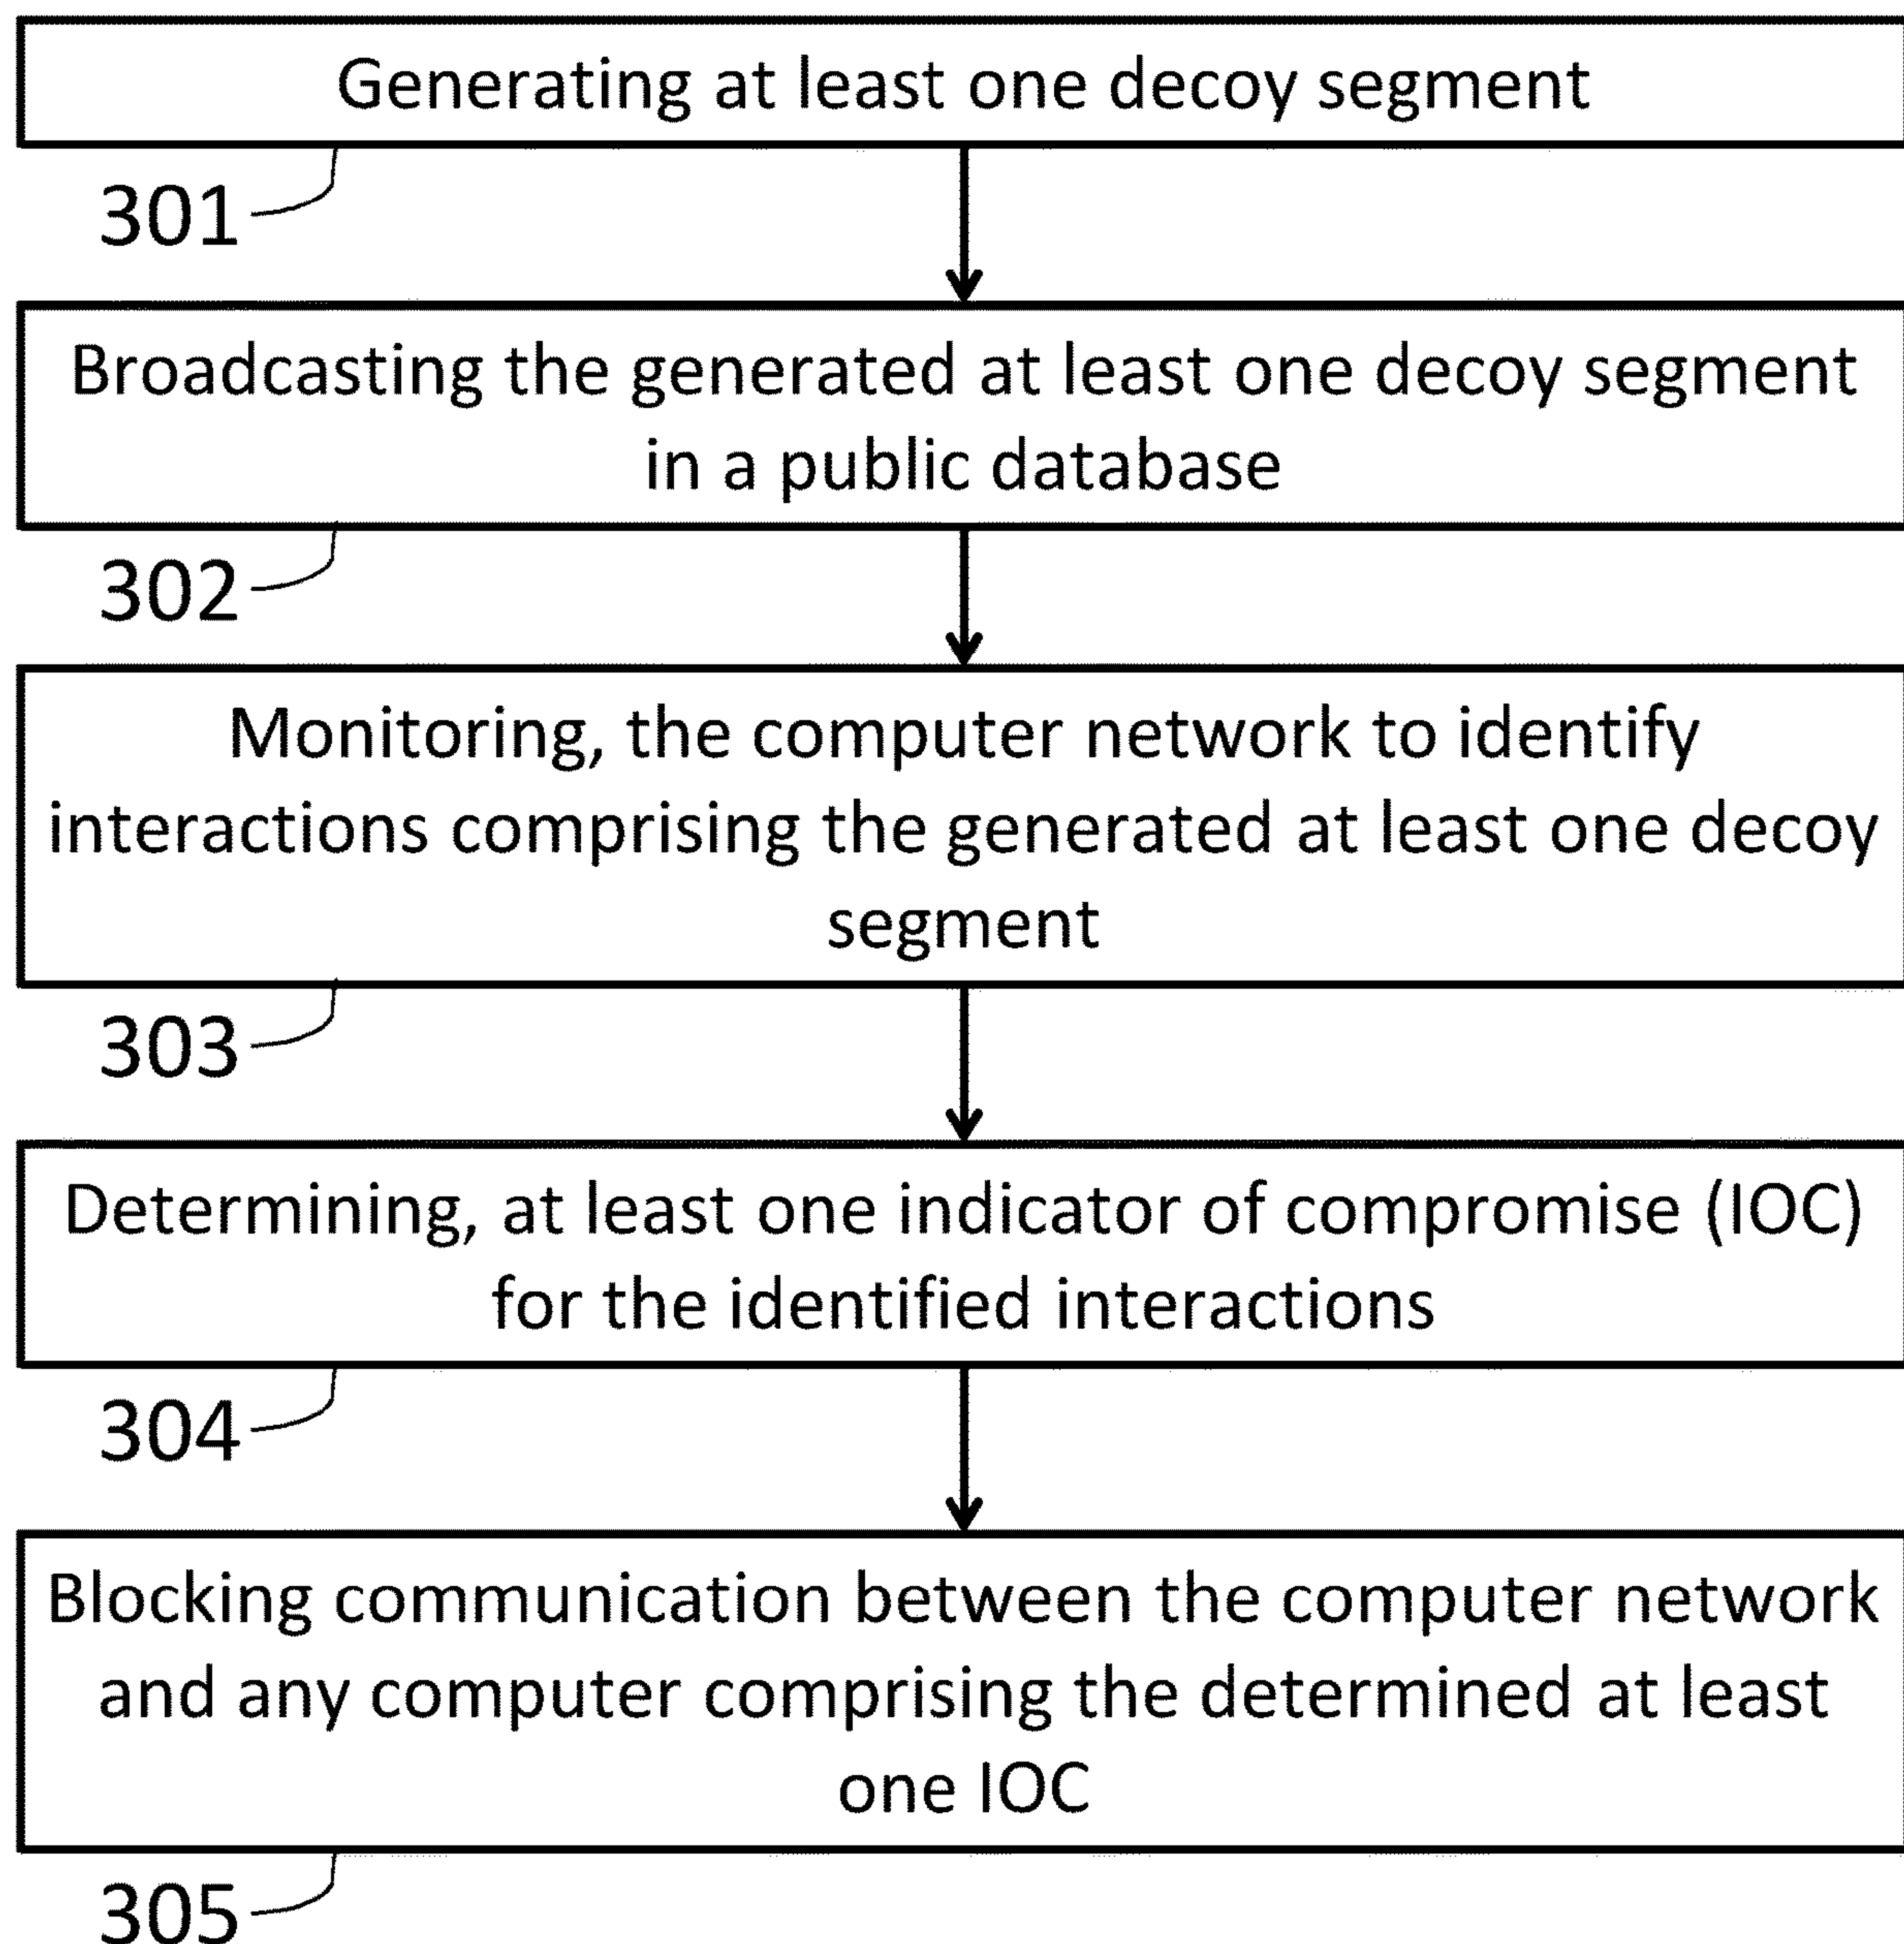 Generating at least one decoy segment
301
Broadcasting the generated at least one decoy segment
in a public database
302
Monitoring, the computer network to identify
interactions comprising the generated at least one decoy
segment
303
Determining, at least one indicator of compromise (IOC)
for the identified interactions
304
Blocking communication between the computer network
and any computer comprising the determined at least
one IOC
305